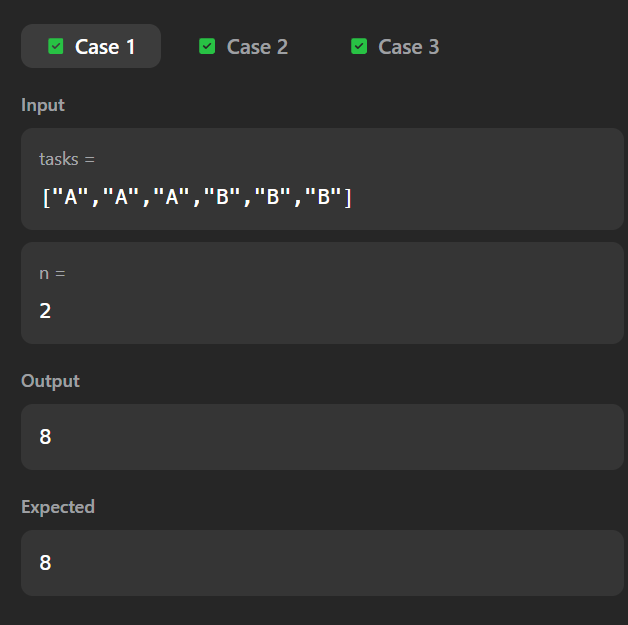 Case 1 Case 2 Case 3
Input
tasks =
["A","A","A","B","B","B"]
n =
2
Output
8
Expected
8